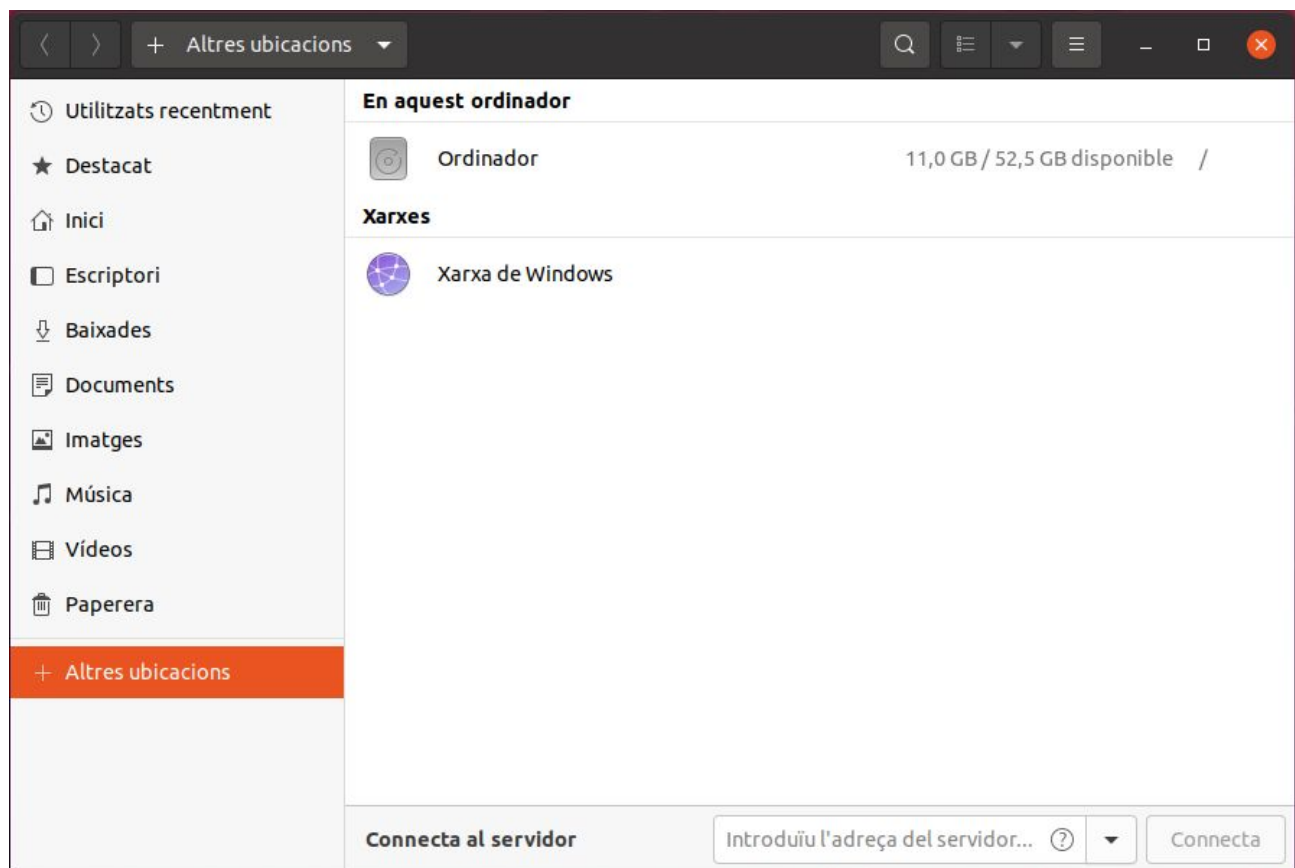 Altres ubicacions
Utilitzats recentment
Destacat
Inici
Escriptori
Baixades
Documents
Imatges
Música
Vídeos
Paperera
Altres ubicacions
En aquest ordinador
Ordinador 11,0 GB / 52,5 GB disponible /
Xarxes
Xarxa de Windows
Connecta al servidor Introduïu l'adreça del servidor... Connecta